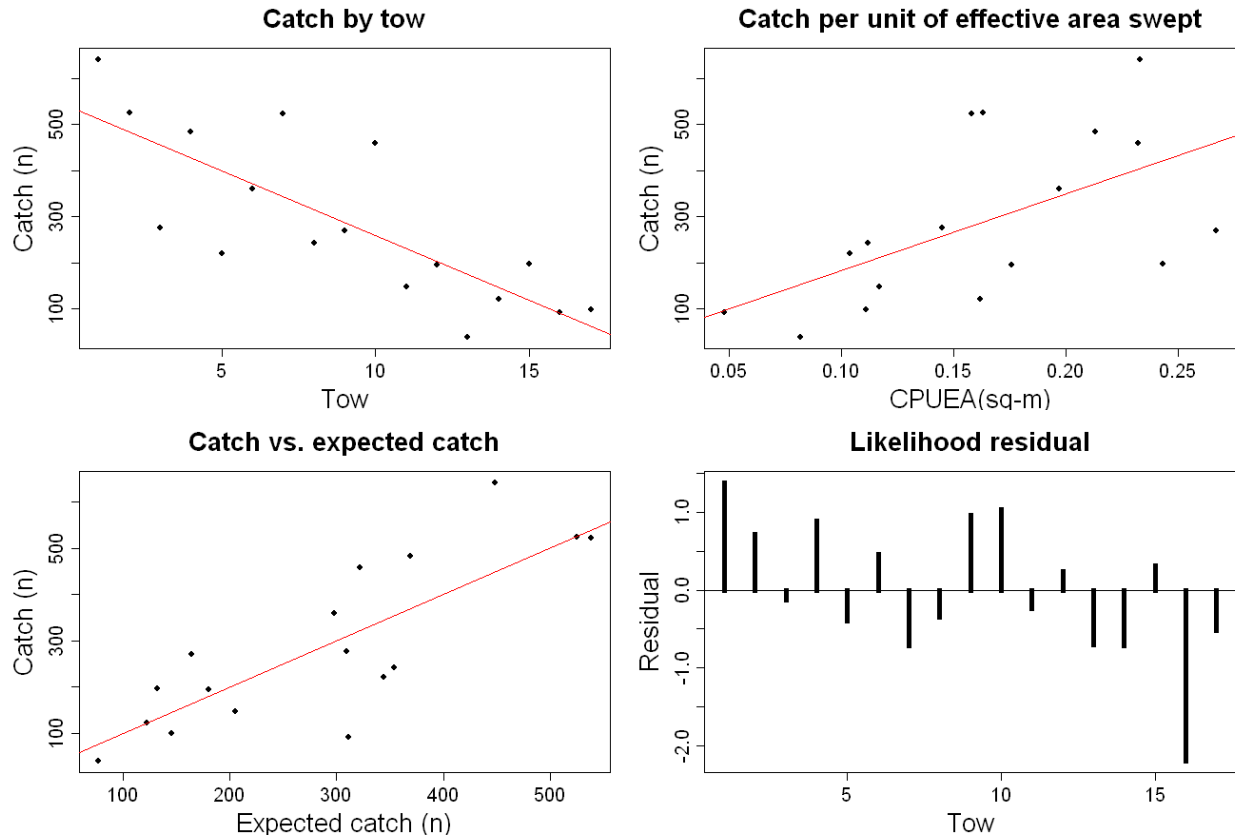 Catch by tow
Catch (n)
500
300
100
5
10
15
Tow
Catch per unit of effective area swept
Catch (n)
500
300
100
0.05
0.10
0.15
0.20
0.25
CPUEA(sq-m)
Catch vs. expected catch
Catch (n)
500
300
100
100
200
300
400
500
Expected catch (n)
Likelihood residual
Residual
1.0
0.0
-1.0
-2.0
5
10
15
Tow